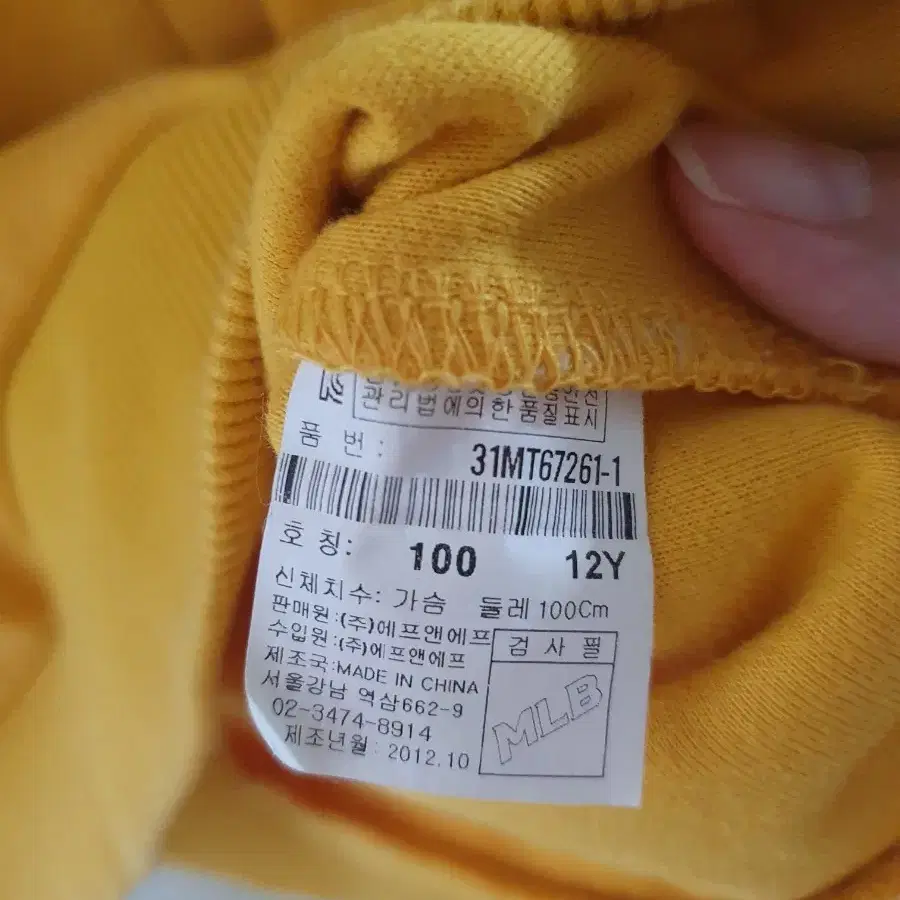 관리법에의한품질표시
품 번 : 31MT67261-1
호 칭: 100 12Y
신체치수: 가슴 둘레 100Cm
판매원:(주)에프앤에프
수입원:(주)에프앤에프
제조국:MADE IN CHINA
서울강남 역삼662-9
02-3474-8914
제조년월: 2012.10
검 사 필
MLB